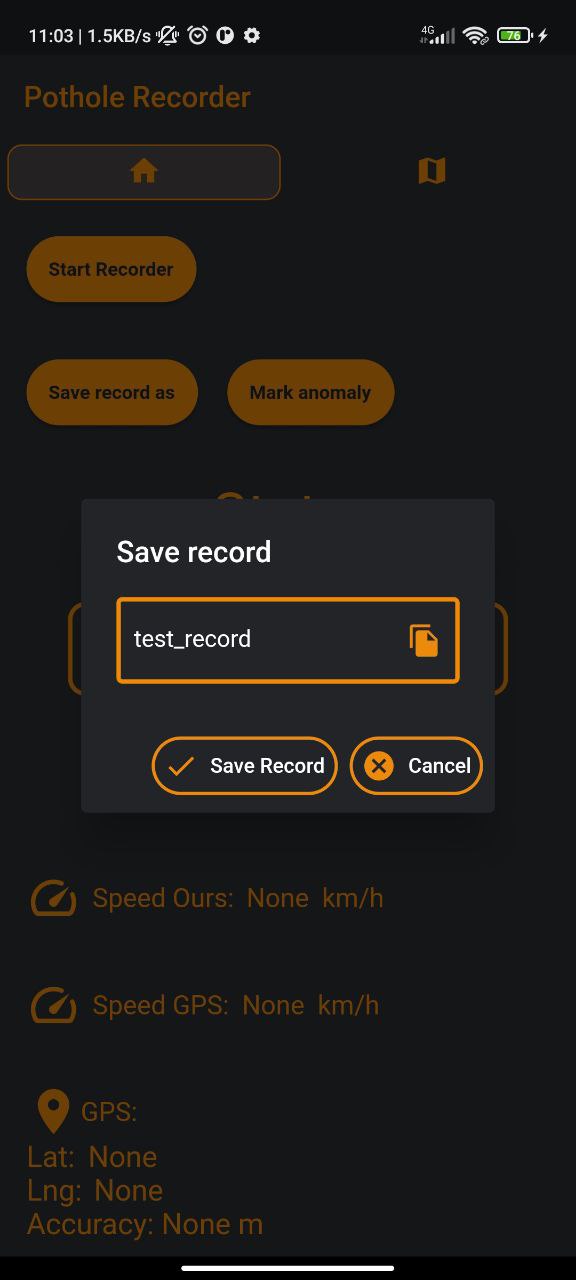 11:03 | 1.5KB/s 4G 76
Pothole Recorder
Start Recorder
Save record as Mark anomaly
Save record
test_record
Save Record Cancel
Speed Ours: None km/h
Speed GPS: None km/h
GPS:
Lat: None
Lng: None
Accuracy: None m